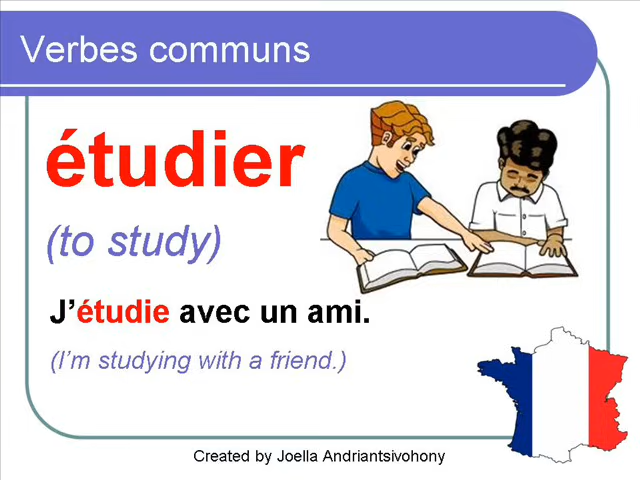 Verbes communs
étudier
(to study)
J’étudie avec un ami.
(I’m studying with a friend.)
Created by Joella Andriantsivohony